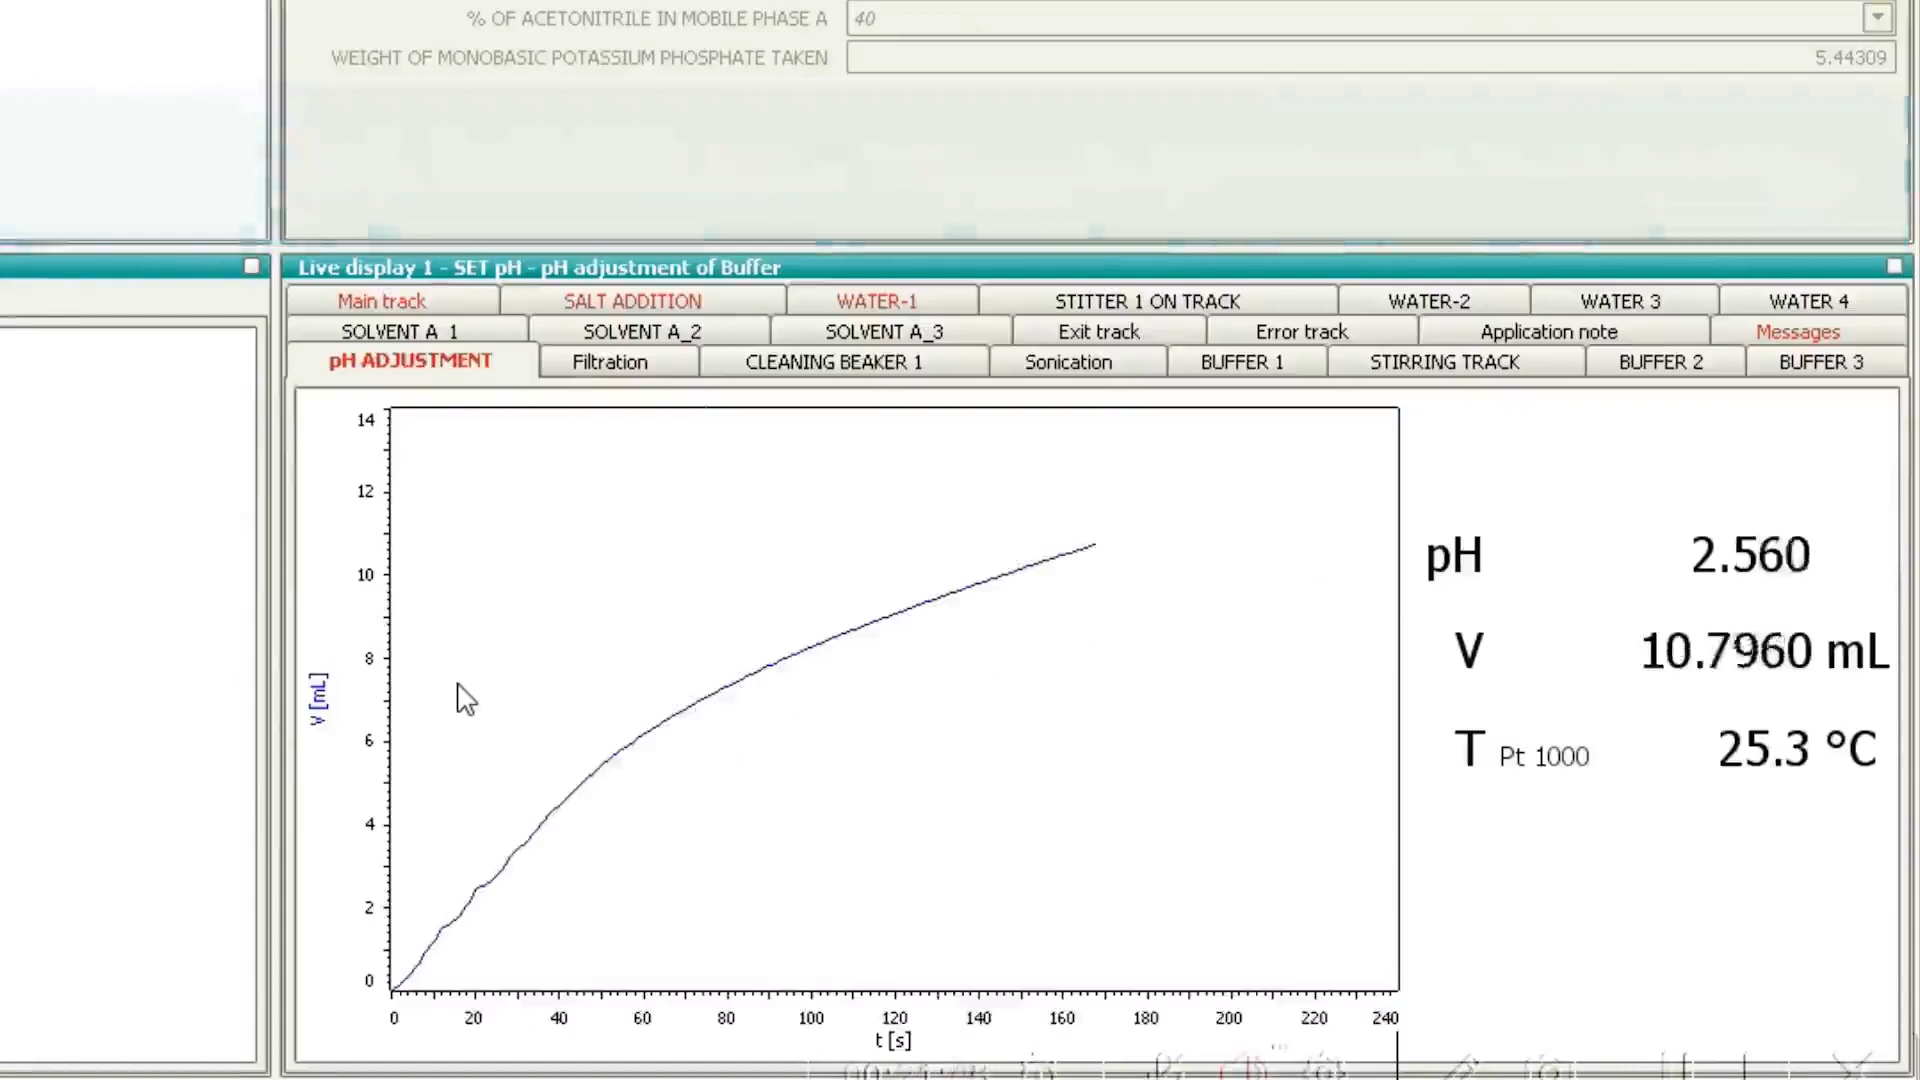 % OF ACETONITRILE IN MOBILE PHASE A 40
WEIGHT OF MONOBASIC POTASSIUM PHOSPHATE TAKEN 5.44309
Live display 1 - SET pH - pH adjustment of Buffer
Main track SALT ADDITION WATER-1 STITTER 1 ON TRACK WATER-2 WATER 3 WATER 4
SOLVENT A_1 SOLVENT A_2 SOLVENT A_3 Exit track Error track Application note Messages
pH ADJUSTMENT Filtration CLEANING BEAKER 1 Sonication BUFFER 1 STIRRING TRACK BUFFER 2 BUFFER 3
14
12
10
8
6
4
2
0
V [mL]
0 20 40 60 80 100 120 140 160 180 200 220 240
t [s]
pH 2.560
V 10.7960 mL
T Pt 1000 25.3 °C